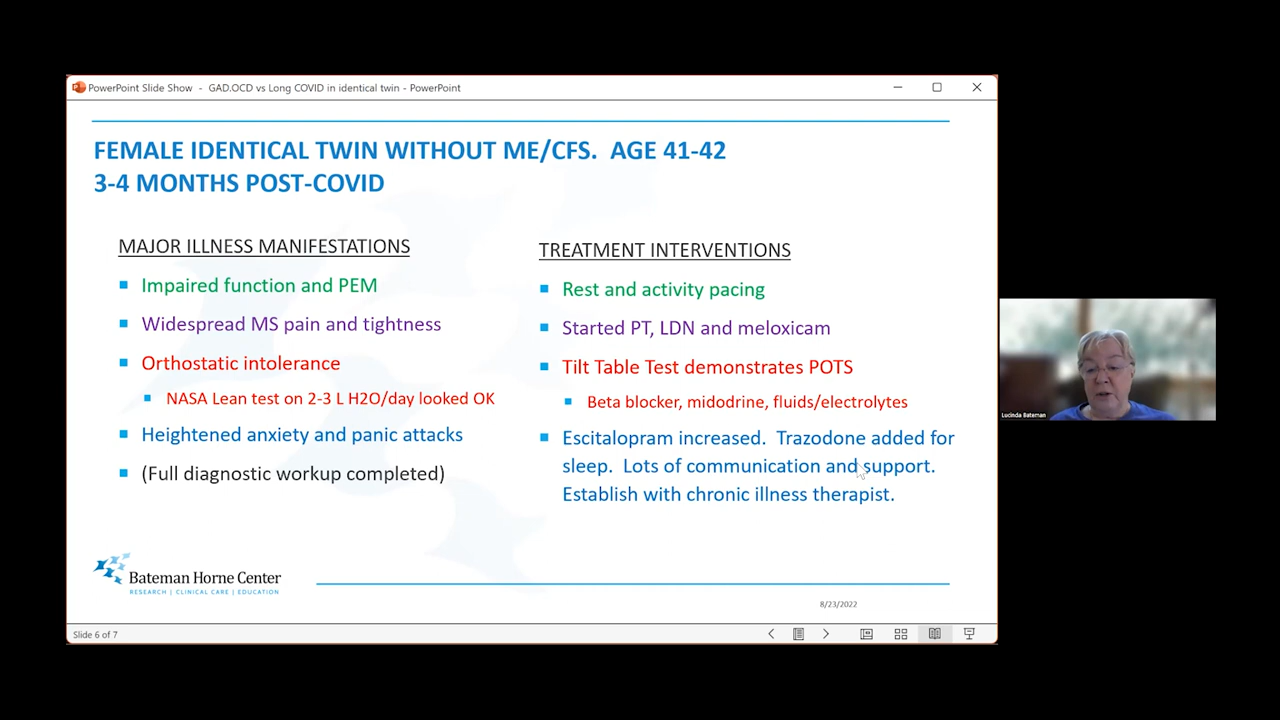 PowerPoint Slide Show - GAD.OCD vs Long COVID in identical twin - PowerPoint
FEMALE IDENTICAL TWIN WITHOUT ME/CFS. AGE 41-42
3-4 MONTHS POST-COVID
MAJOR ILLNESS MANIFESTATIONS
Impaired function and PEM
Widespread MS pain and tightness
Orthostatic intolerance
NASA Lean test on 2-3 L H2O/day looked OK
Heightened anxiety and panic attacks
(Full diagnostic workup completed)
TREATMENT INTERVENTIONS
Rest and activity pacing
Started PT, LDN and meloxicam
Tilt Table Test demonstrates POTS
Beta blocker, midodrine, fluids/electrolytes
Escitalopram increased. Trazodone added for
sleep. Lots of communication and support.
Establish with chronic illness therapist.
Bateman Horne Center
RESEARCH | CLINICAL CARE | EDUCATION
8/23/2022
Slide 6 of 7
Lucinda Bateman